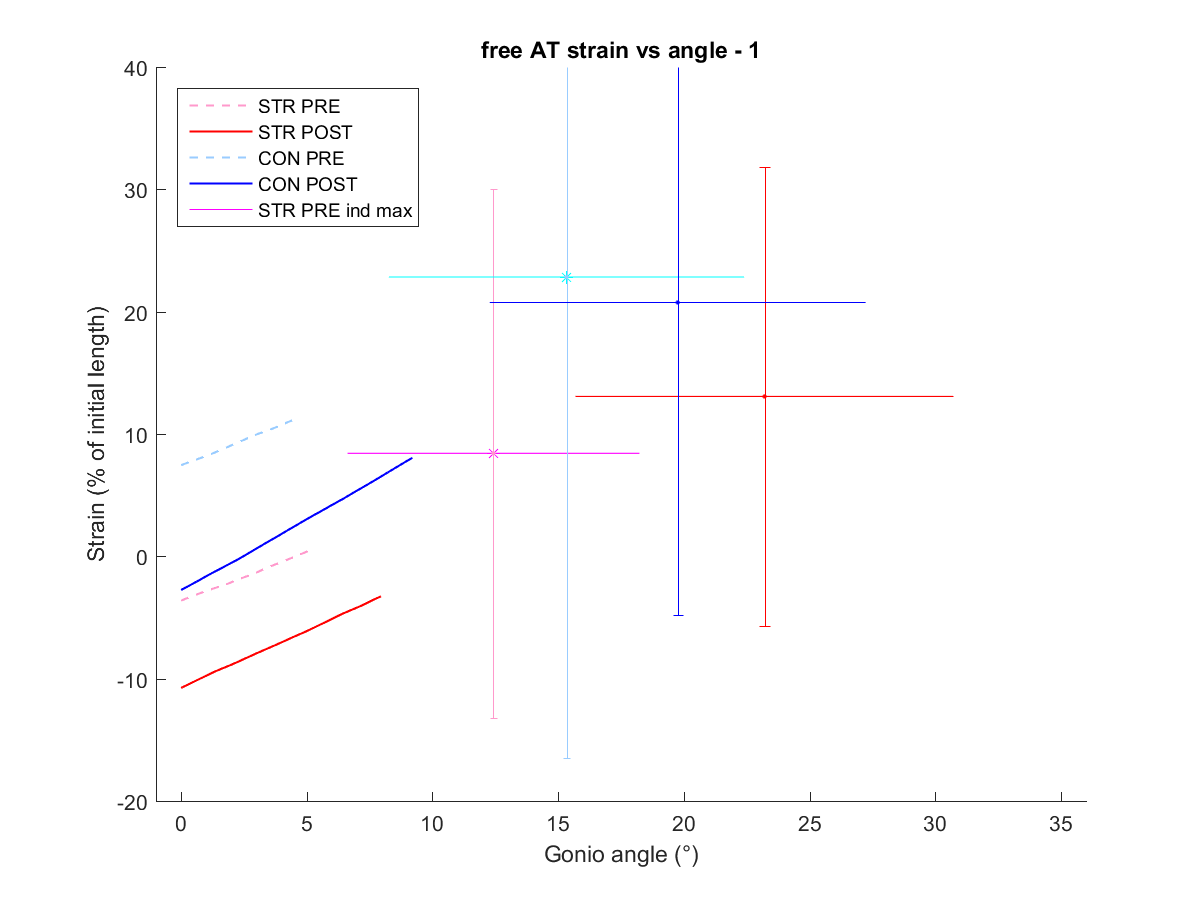 free AT strain vs angle - 1
40
30
20
10
0
-10
-20
Strain (% of initial length)
STR PRE
STR POST
CON PRE
CON POST
STR PRE ind max
0 5 10 15 20 25 30 35
Gonio angle (°)